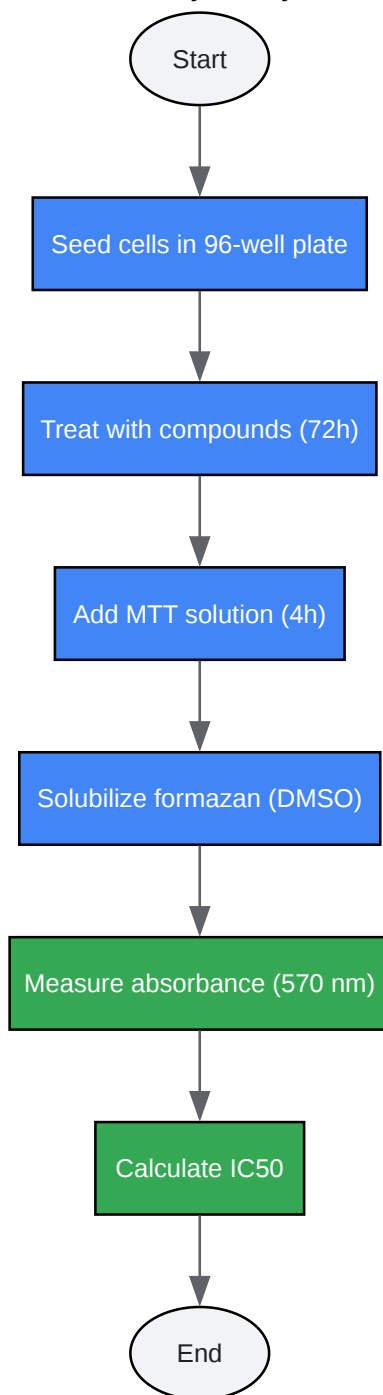 Start
Seed cells in 96-well plate
Treat with compounds (72h)
Add MTT solution (4h)
Solubilize formazan (DMSO)
Measure absorbance (570 nm)
Calculate IC50
End